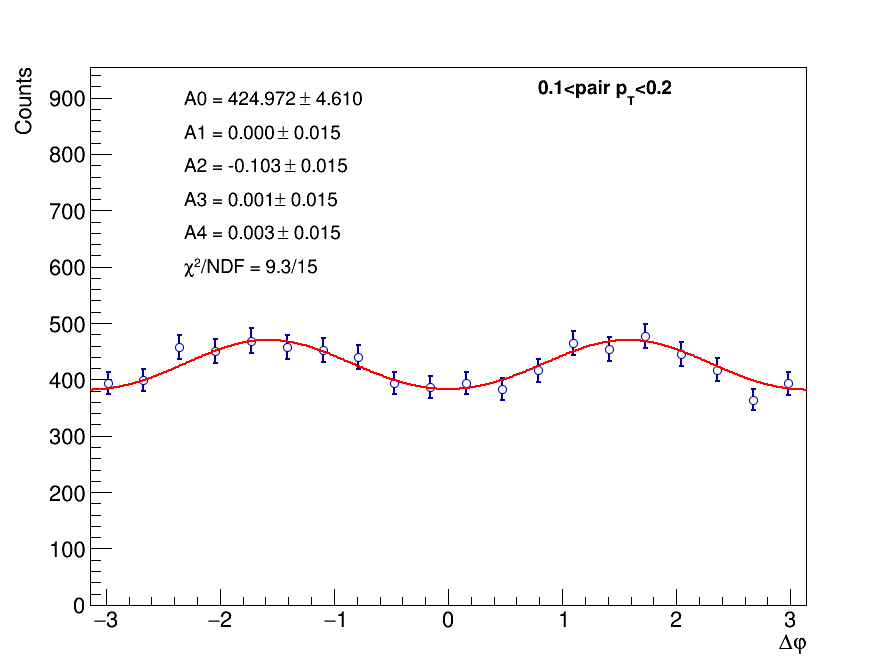 Counts
0.1<pair pT<0.2
A0 = 424.972 ± 4.610
A1 = 0.000 ± 0.015
A2 = -0.103 ± 0.015
A3 = 0.001 ± 0.015
A4 = 0.003 ± 0.015
χ²/NDF = 9.3/15
900
800
700
600
500
400
300
200
100
0
−3
−2
−1
0
1
2
3
Δφ